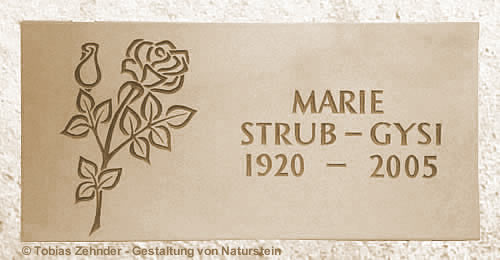 MARIE
STRUB – GYSI
1920 – 2005
© Tobias Zehnder - Gestaltung von Naturstein